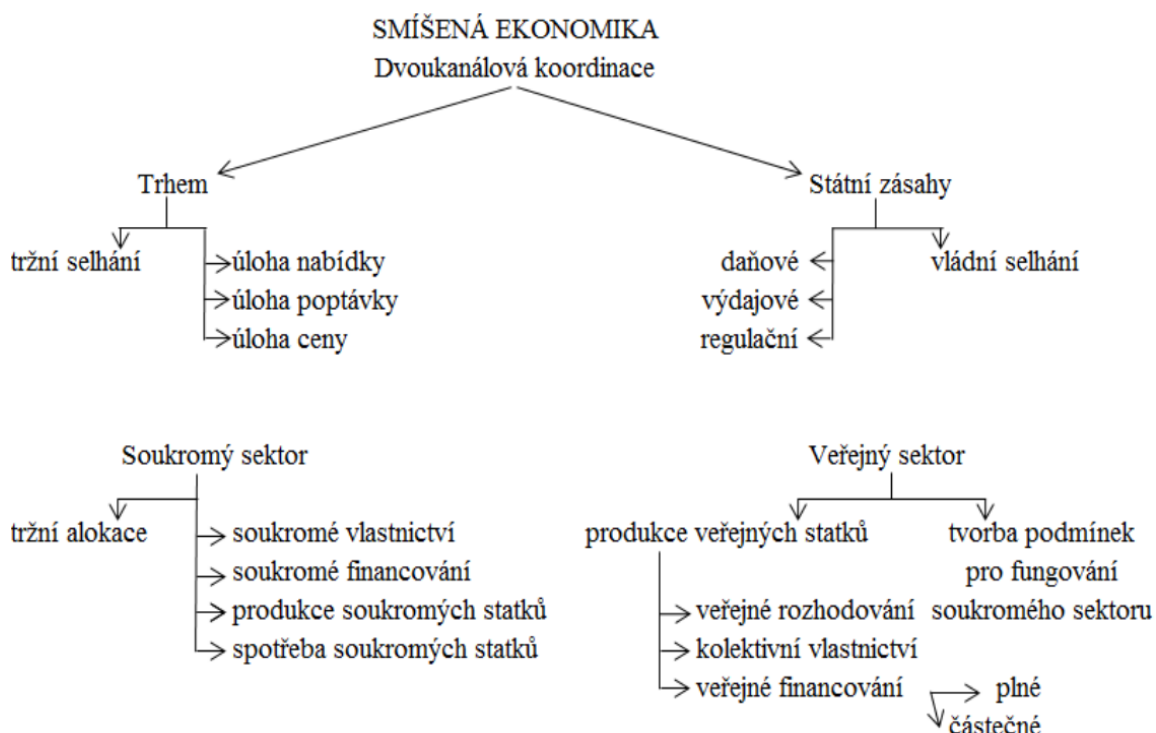 SMÍŠENÁ EKONOMIKA
Dvoukanálová koordinace
Trhem
Státní zásahy
tržní selhání
úloha nabídky
úloha poptávky
úloha ceny
daňové
výdajové
regulační
vládní selhání
Soukromý sektor
Veřejný sektor
tržní alokace
soukromé vlastnictví
soukromé financování
produkce soukromých statků
spotřeba soukromých statků
produkce veřejných statků
veřejné rozhodování
kolektivní vlastnictví
veřejné financování
plné
částečné
tvorba podmínek
pro fungování
soukromého sektoru